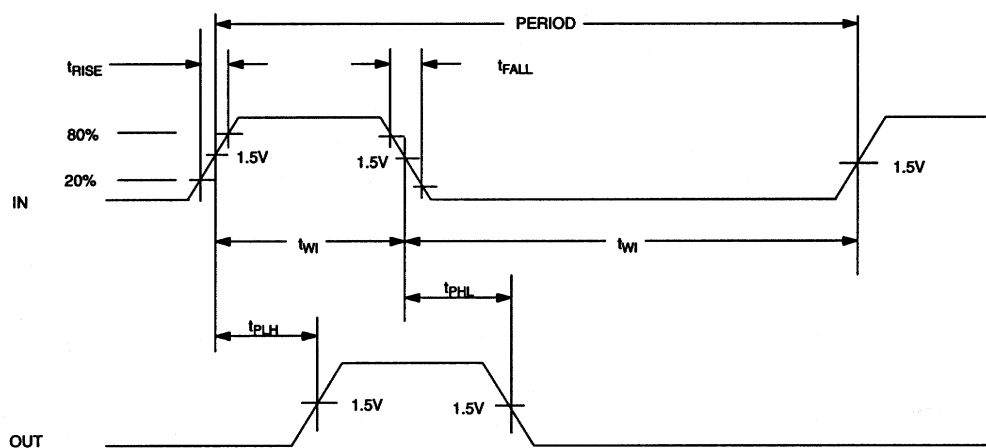 PERIOD
tRISE
tFALL
80%
1.5V
1.5V
1.5V
20%
IN
tWI
tWI
tPHL
tPLH
1.5V
1.5V
OUT